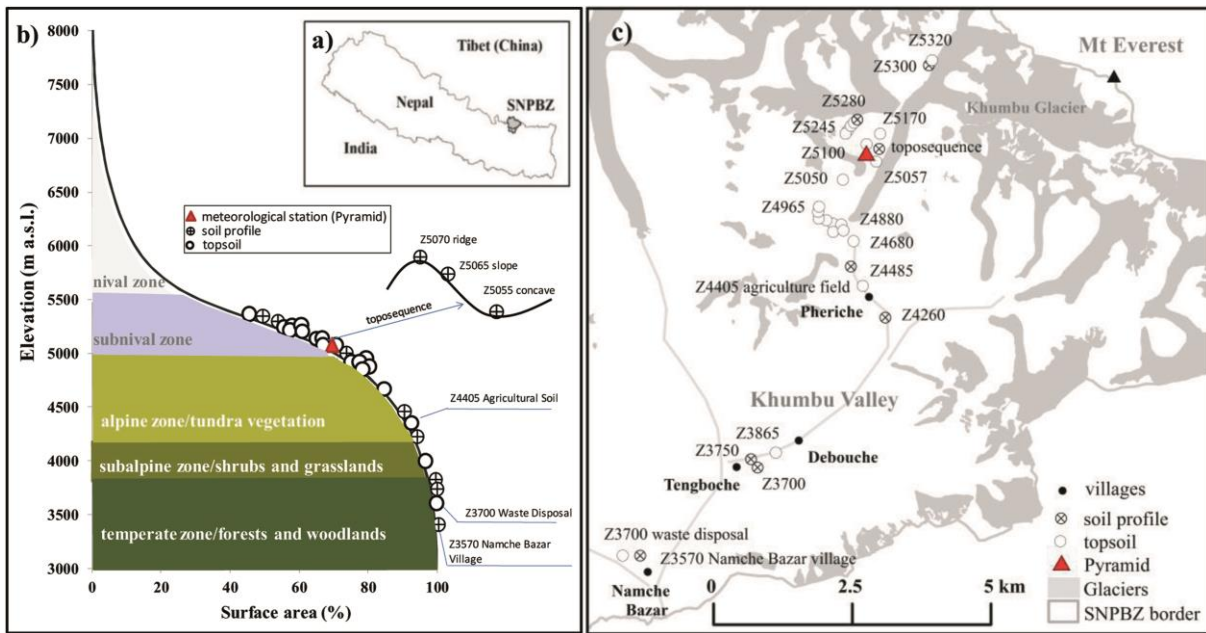 b)
8000
7500
7000
6500
6000
5500
5000
4500
4000
3500
3000
Elevation (m a.s.l.)
0
20
40
60
80
100
Surface area (%)
nival zone
subnival zone
alpine zone/tundra vegetation
subalpine zone/shrubs and grasslands
temperate zone/forests and woodlands
a)
Tibet (China)
Nepal
SNPBZ
India
meteorological station (Pyramid)
soil profile
topsoil
Z5070 ridge
Z5065 slope
Z5055 concave
toposequence
Z4405 Agricultural Soil
Z3700 Waste Disposal
Z3570 Namche Bazar
Village
c)
Z5320
Z5300
Mt Everest
Khumbu Glacier
Z5280
Z5245
Z5170
Z5100
toposequence
Z5050
Z5057
Z4965
Z4880
Z4680
Z4485
Z4405 agriculture field
Pheriche
Z4260
Khumbu Valley
Z3865
Z3750
Debouche
Tengboche
Z3700
Z3700 waste disposal
Z3570 Namche Bazar village
Namche
Bazar
0
2.5
5 km
villages
soil profile
topsoil
Pyramid
Glaciers
SNPBZ border